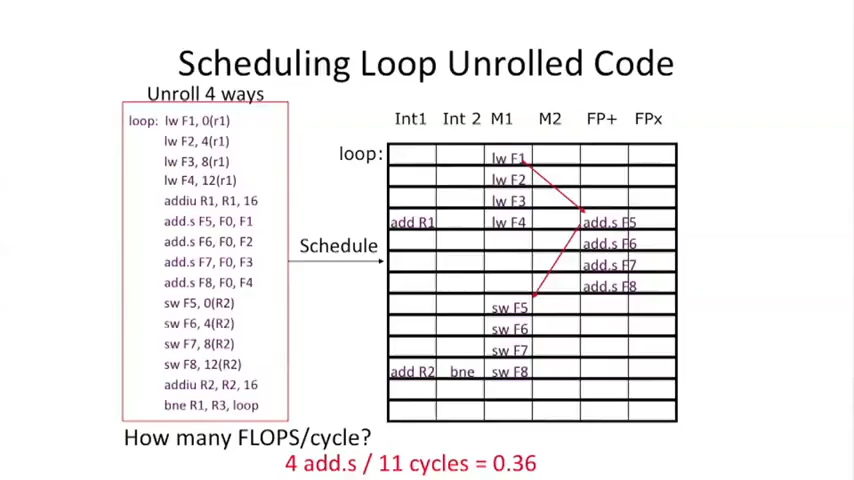 Scheduling Loop Unrolled Code
Unroll 4 ways
loop: lw F1, 0(r1)
lw F2, 4(r1)
lw F3, 8(r1)
lw F4, 12(r1)
addiu R1, R1, 16
add.s F5, F0, F1
add.s F6, F0, F2
add.s F7, F0, F3
add.s F8, F0, F4
sw F5, 0(R2)
sw F6, 4(R2)
sw F7, 8(R2)
sw F8, 12(R2)
addiu R2, R2, 16
bne R1, R3, loop
Schedule
Int1 Int 2 M1 M2 FP+ FPx
loop: lw F1
lw F2
lw F3
add R1 lw F4 add.s F5
add.s F6
add.s F7
add.s F8
sw F5
sw F6
sw F7
add R2 bne sw F8
How many FLOPS/cycle?
4 add.s / 11 cycles = 0.36